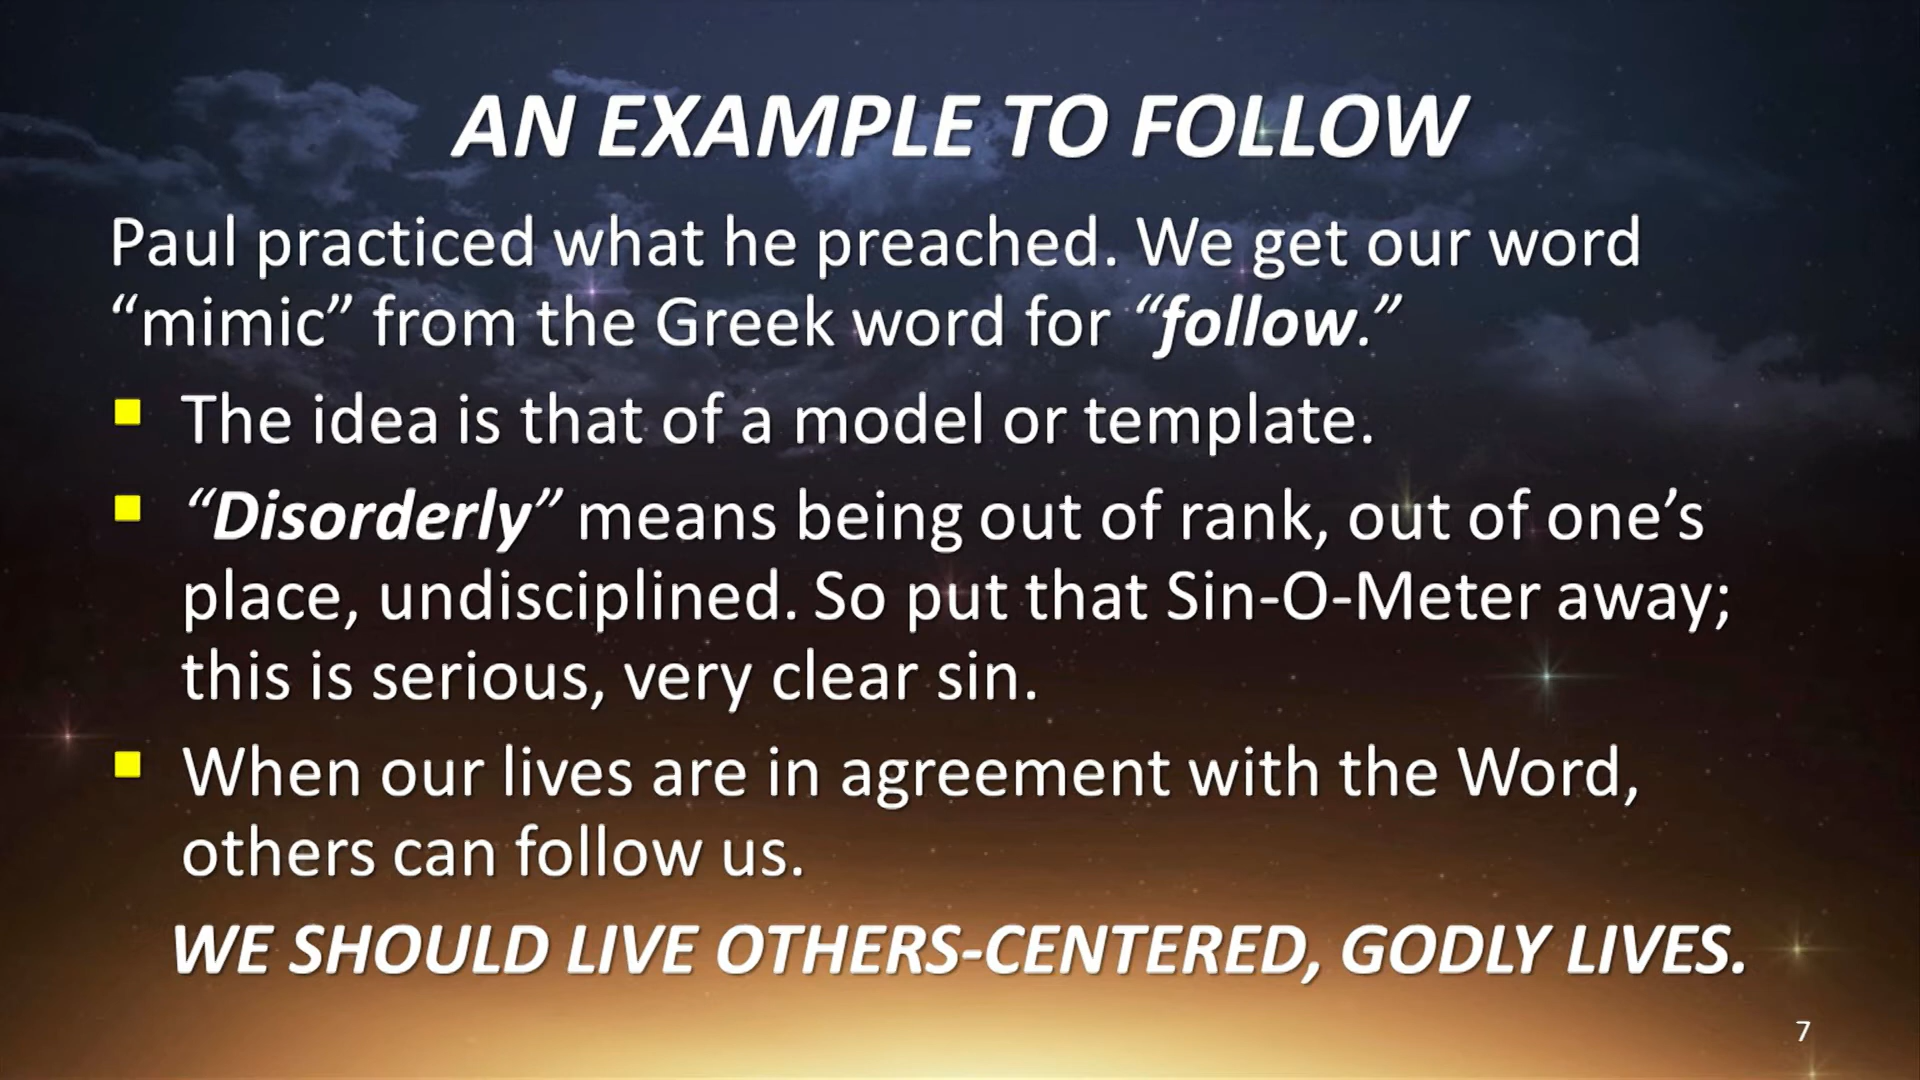 AN EXAMPLE TO FOLLOW
Paul practiced what he preached. We get our word
“mimic” from the Greek word for “follow.”
The idea is that of a model or template.
“Disorderly” means being out of rank, out of one’s
place, undisciplined. So put that Sin-O-Meter away;
this is serious, very clear sin.
When our lives are in agreement with the Word,
others can follow us.
WE SHOULD LIVE OTHERS-CENTERED, GODLY LIVES.
7